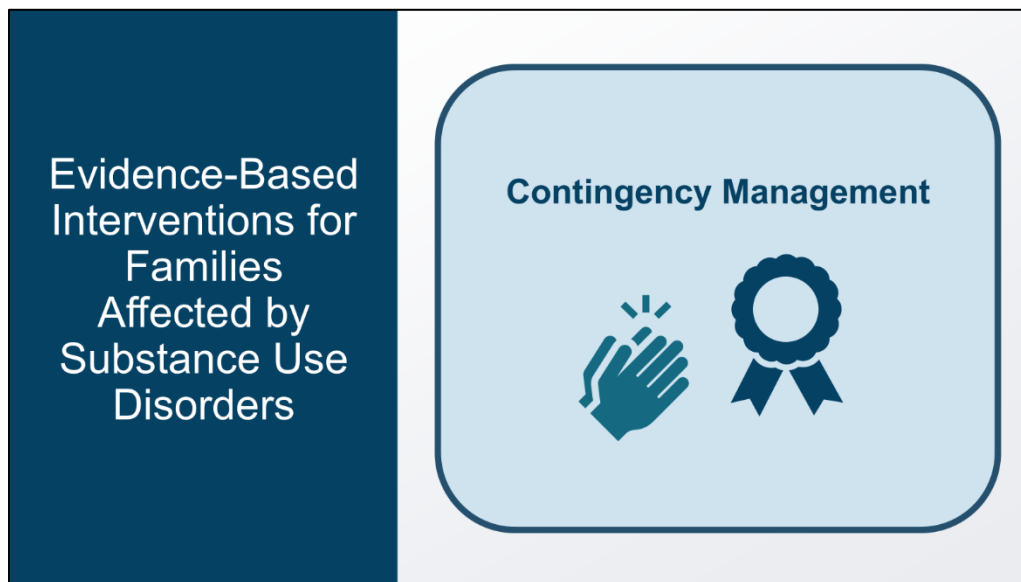 Evidence-Based
Interventions for
Families
Affected by
Substance Use
Disorders
Contingency Management